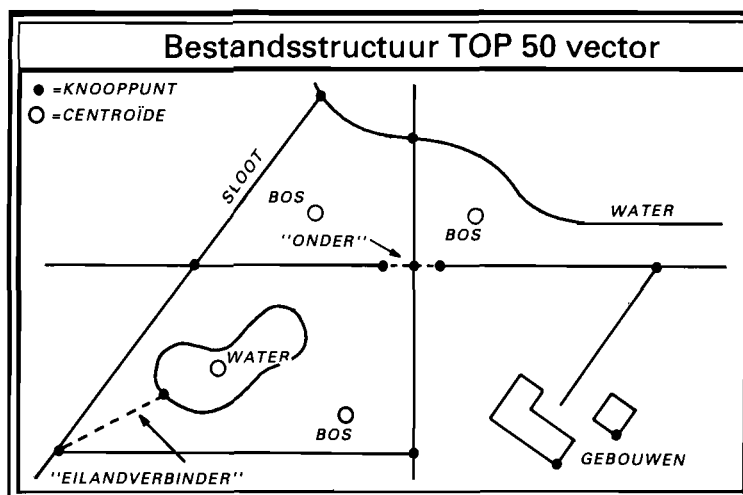 Bestandsstructuur TOP 50 vector
=KNOOPPUNT
=CENTROÏDE
SLOOT
BOS
"ONDER"
BOS
WATER
WATER
BOS
"EILANDVERBINDER"
GEBOUWEN